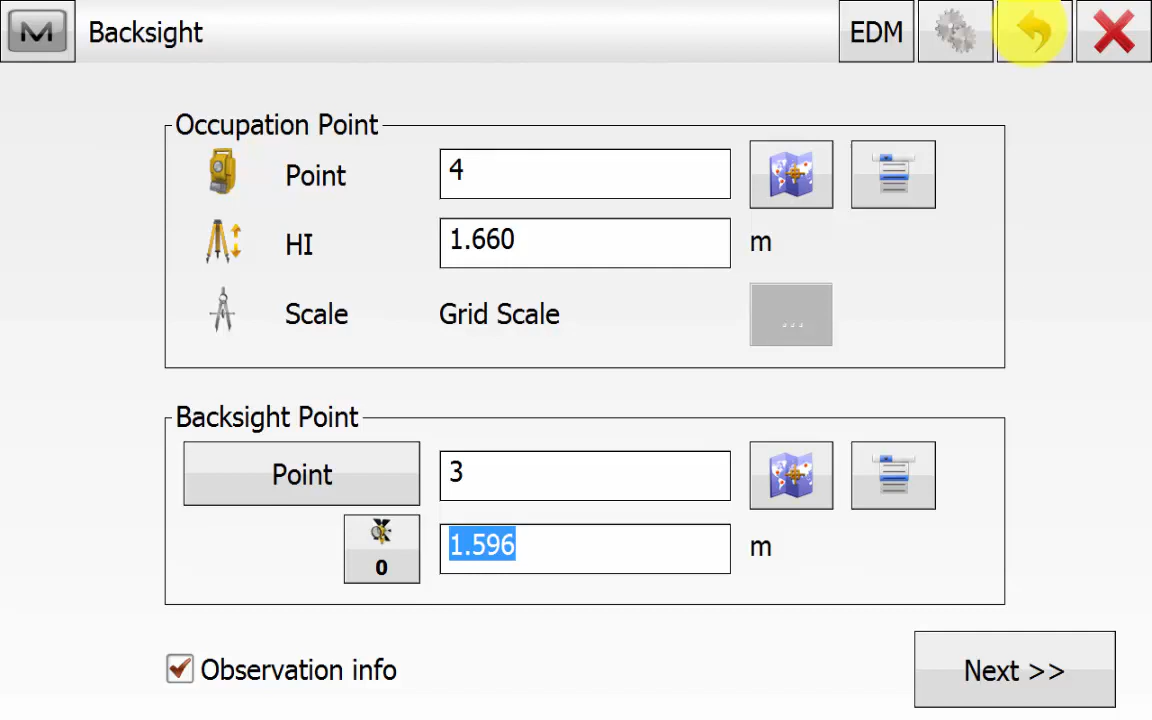 Backsight
EDM
Occupation Point
Point 4
HI 1.660 m
Scale Grid Scale ...
Backsight Point
Point 3
0 1.596 m
Observation info
Next >>